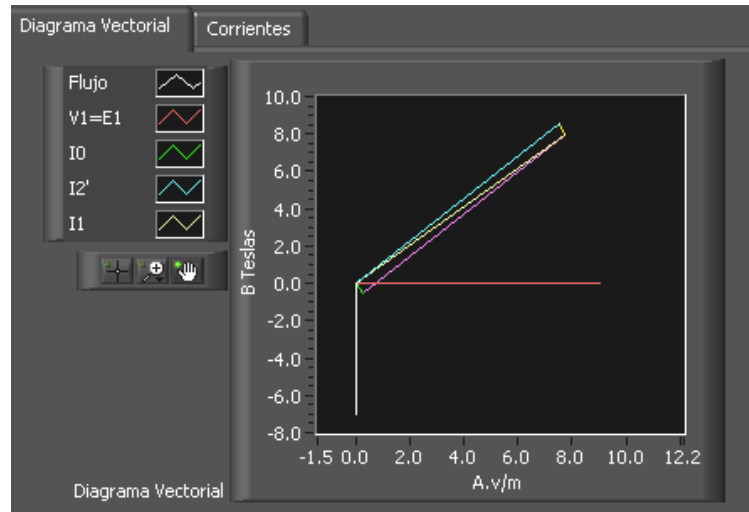 Diagrama Vectorial
Corrientes
Flujo
V1=E1
I0
I2'
I1
B Teslas
10.0
8.0
6.0
4.0
2.0
0.0
-2.0
-4.0
-6.0
-8.0
-1.5 0.0 2.0 4.0 6.0 8.0 10.0 12.2
A.v/m
Diagrama Vectorial